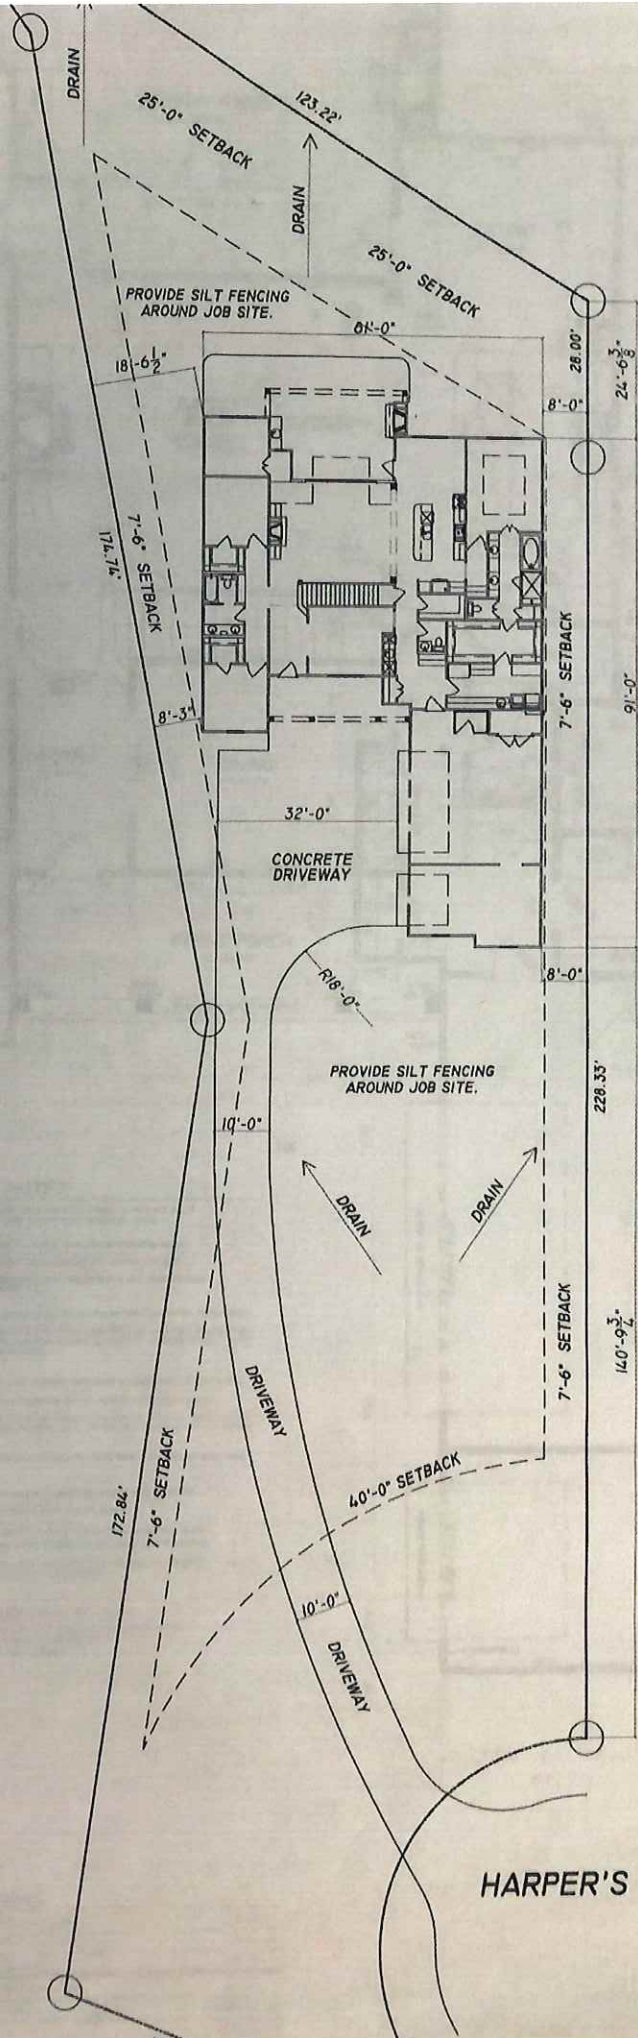 DRAIN
25'-0" SETBACK
123.22'
DRAIN
25'-0" SETBACK
PROVIDE SILT FENCING
AROUND JOB SITE.
61'-0"
28.00'
24'-6 3/8"
18'-6 1/2"
8'-0"
7'-6" SETBACK
174.74'
7'-6" SETBACK
91'-0"
8'-3"
32'-0"
CONCRETE
DRIVEWAY
R18'-0"
8'-0"
PROVIDE SILT FENCING
AROUND JOB SITE.
228.33'
10'-0"
DRAIN
DRAIN
7'-6" SETBACK
140'-9 3/4"
DRIVEWAY
40'-0" SETBACK
172.84'
7'-6" SETBACK
10'-0"
DRIVEWAY
HARPER'S